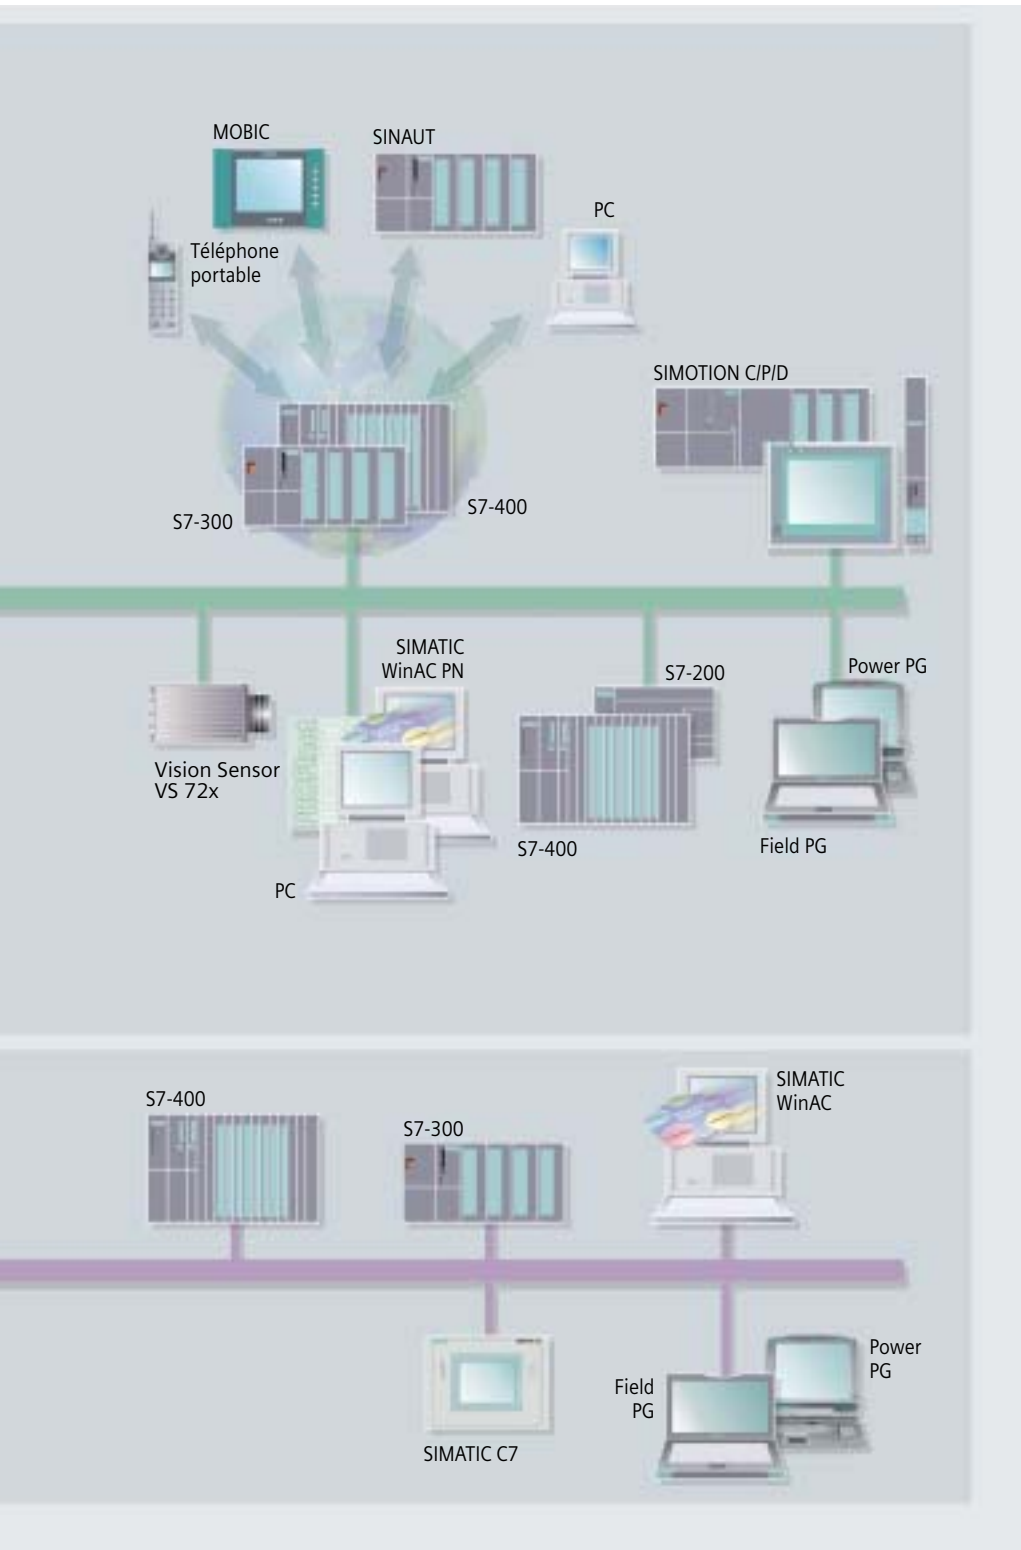 MOBIC
SINAUT
PC
Téléphone
portable
SIMOTION C/P/D
S7-300
S7-400
SIMATIC
WinAC PN
S7-200
Power PG
Vision Sensor
VS 72x
S7-400
Field PG
PC
S7-400
S7-300
SIMATIC
WinAC
Field
PG
Power
PG
SIMATIC C7